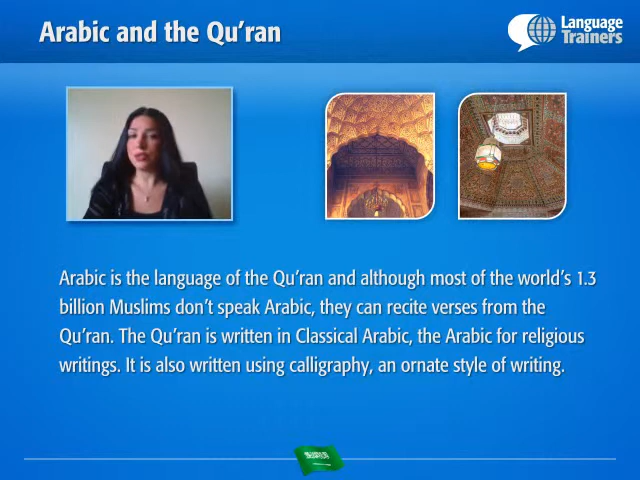 Arabic and the Qu’ran
Language
Trainers
Arabic is the language of the Qu’ran and although most of the world’s 1.3
billion Muslims don’t speak Arabic, they can recite verses from the
Qu’ran. The Qu’ran is written in Classical Arabic, the Arabic for religious
writings. It is also written using calligraphy, an ornate style of writing.